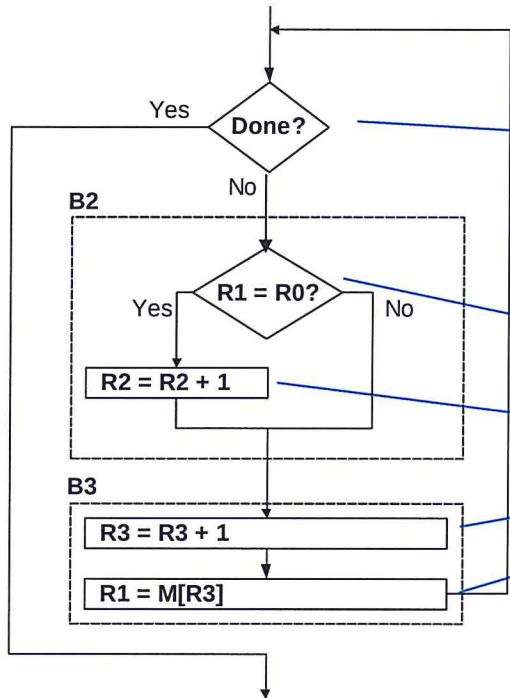 Yes
Done?
No
B2
R1 = R0?
Yes
No
R2 = R2 + 1
B3
R3 = R3 + 1
R1 = M[R3]